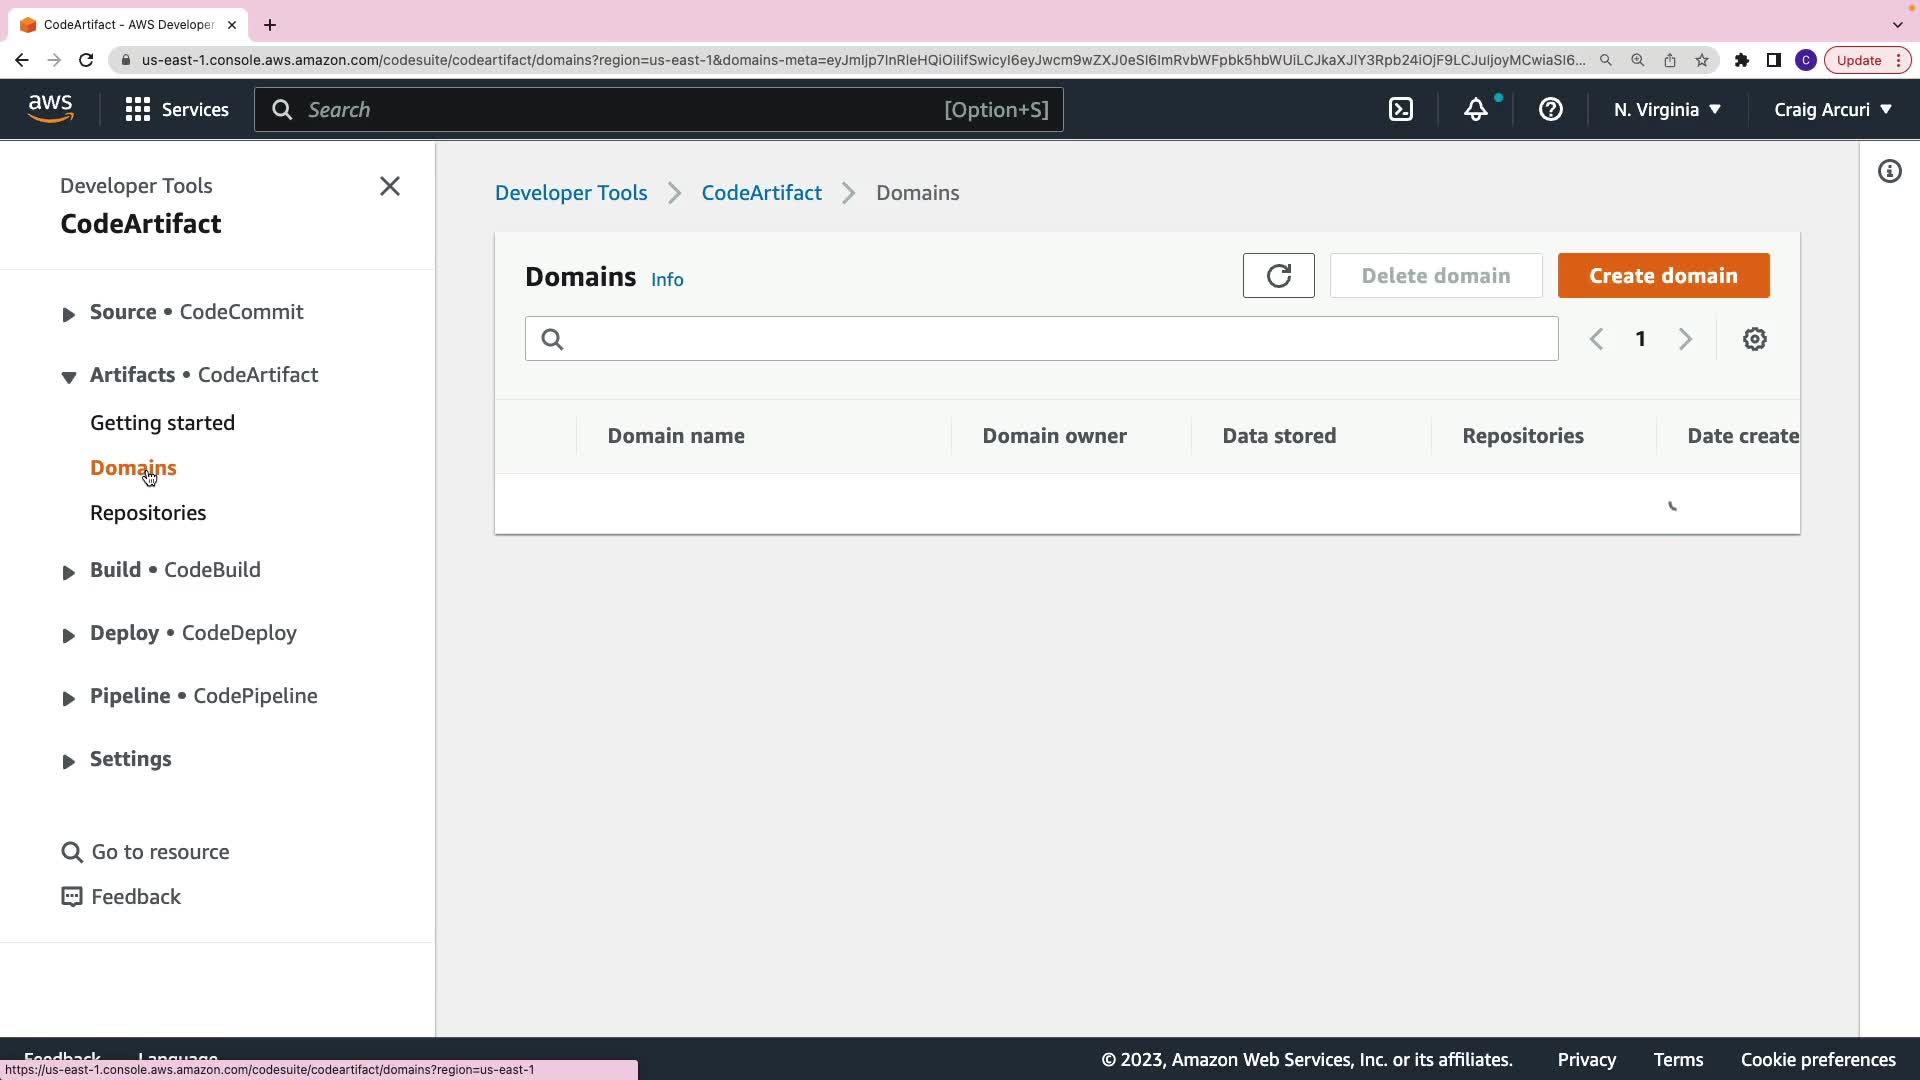 CodeArtifact - AWS Developer
us-east-1.console.aws.amazon.com/codesuite/codeartifact/domains?region=us-east-1&domains-meta=
C
Update
aws
Services
Search
[Option+S]
N. Virginia
Craig Arcuri
Developer Tools
CodeArtifact
Source • CodeCommit
Artifacts • CodeArtifact
Getting started
Domains
Repositories
Build • CodeBuild
Deploy • CodeDeploy
Pipeline • CodePipeline
Settings
Go to resource
Feedback
Developer Tools
CodeArtifact
Domains
Domains Info
Delete domain
Create domain
1
Domain name
Domain owner
Data stored
Repositories
Date create
Feedback
Language
© 2023, Amazon Web Services, Inc. or its affiliates.
Privacy
Terms
Cookie preferences
https://us-east-1.console.aws.amazon.com/codesuite/codeartifact/domains?region=us-east-1